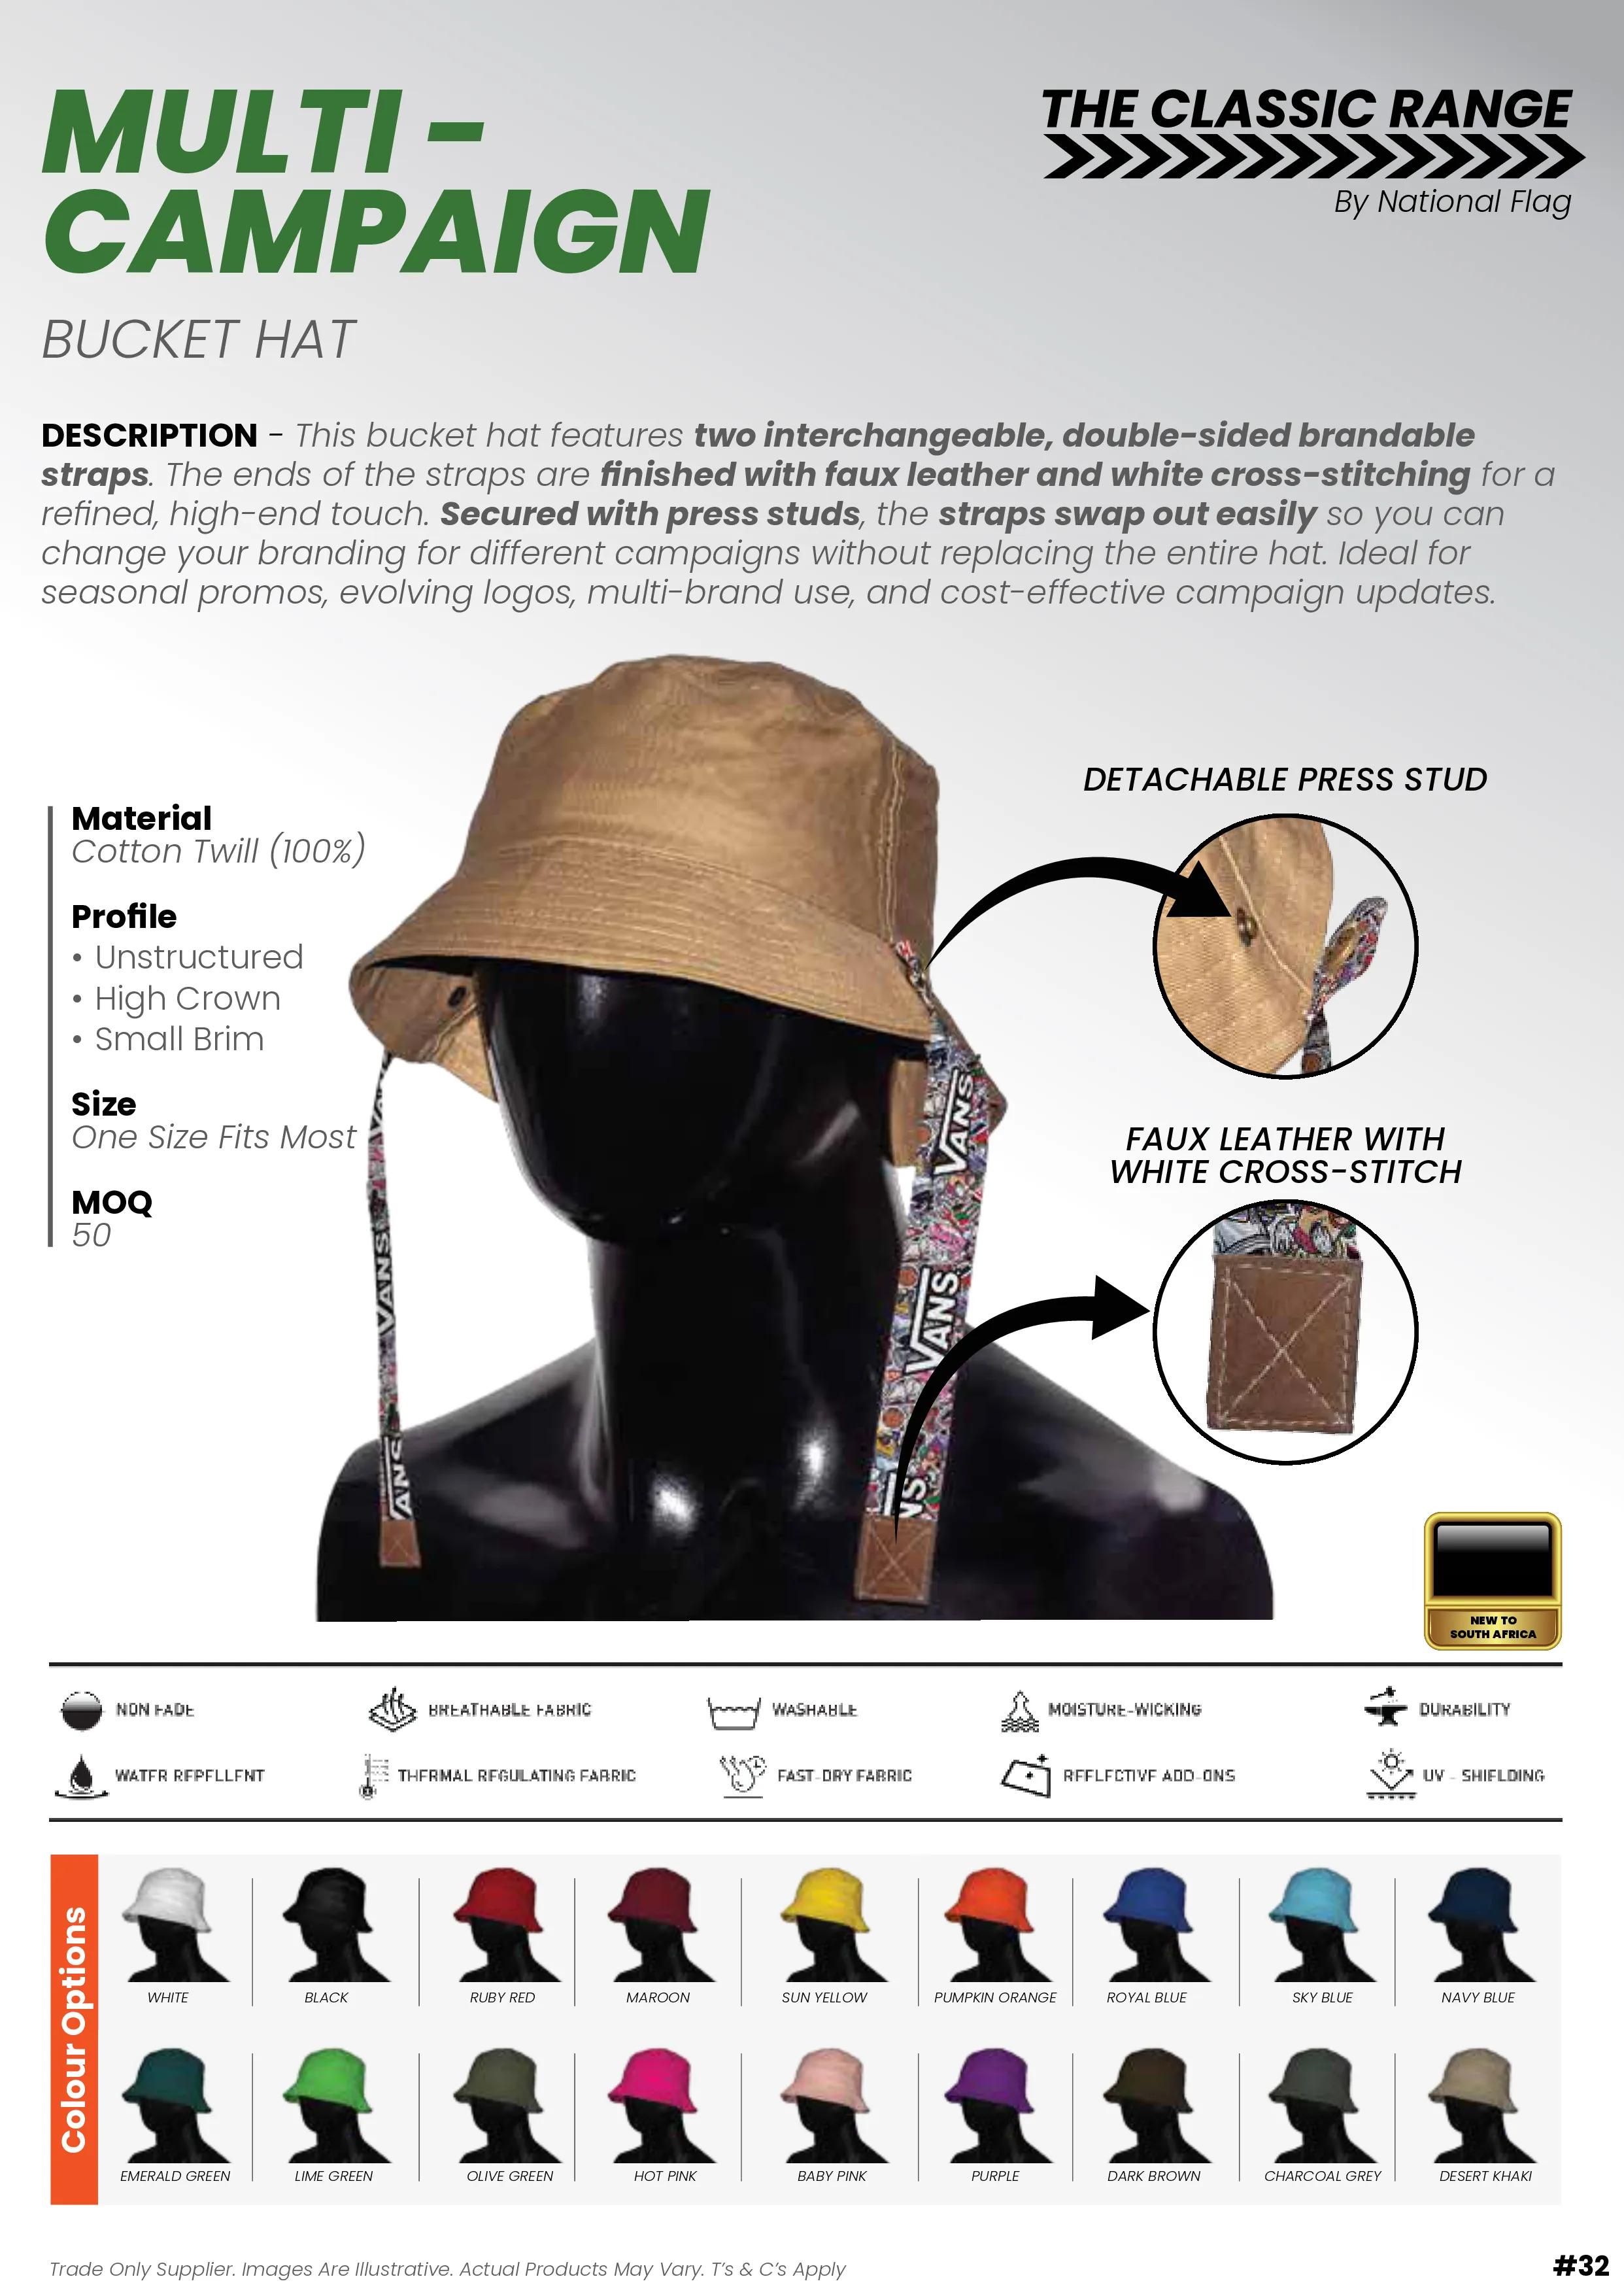 MULTI -
CAMPAIGN
THE CLASSIC RANGE
By National Flag
BUCKET HAT
DESCRIPTION - This bucket hat features two interchangeable, double-sided brandable
straps. The ends of the straps are finished with faux leather and white cross-stitching for a
refined, high-end touch. Secured with press studs, the straps swap out easily so you can
change your branding for different campaigns without replacing the entire hat. Ideal for
seasonal promos, evolving logos, multi-brand use, and cost-effective campaign updates.
Material
Cotton Twill (100%)
Profile
• Unstructured
• High Crown
• Small Brim
Size
One Size Fits Most
MOQ
50
DETACHABLE PRESS STUD
FAUX LEATHER WITH
WHITE CROSS-STITCH
VANS
VANS
VANS
NS
VANS
ANS
NEW TO
SOUTH AFRICA
NON FADE
BREATHABLE FABRIC
WASHABLE
MOISTURE-WICKING
DURABILITY
WATER REPELLENT
THERMAL REGULATING FABRIC
FAST-DRY FABRIC
REFLECTIVE ADD-ONS
UV - SHIELDING
Colour Options
WHITE
BLACK
RUBY RED
MAROON
SUN YELLOW
PUMPKIN ORANGE
ROYAL BLUE
SKY BLUE
NAVY BLUE
EMERALD GREEN
LIME GREEN
OLIVE GREEN
HOT PINK
BABY PINK
PURPLE
DARK BROWN
CHARCOAL GREY
DESERT KHAKI
Trade Only Supplier. Images Are Illustrative. Actual Products May Vary. T's & C's Apply
#32